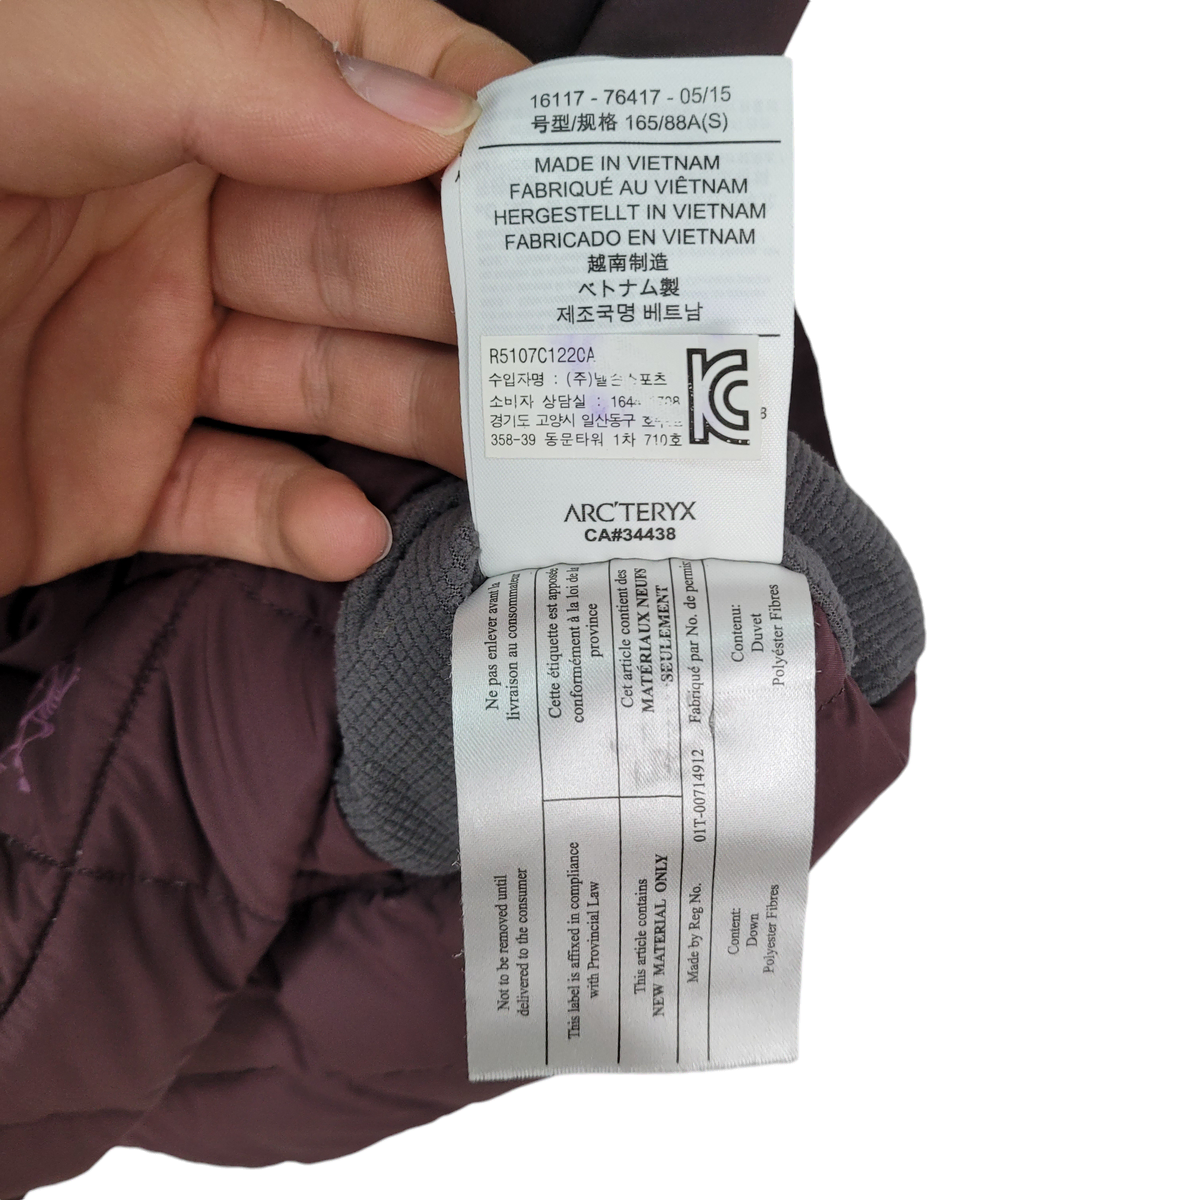 16117 - 76417 - 05/15
号型/规格 165/88A(S)
MADE IN VIETNAM
FABRIQUÉ AU VIÊTNAM
HERGESTELLT IN VIETNAM
FABRICADO EN VIETNAM
越南制造
ベトナム製
제조국명 베트남
R5107C122CA
수입자명 : (주)넬슨스포츠
소비자 상담실 :
경기도 고양시 일산동구
358-39 동문타워 1차 710호
ARC'TERYX
CA#34438
Ne pas enlever avant la
livraison au consommateur
Cette étiquette est apposée
conformément à la loi de la
province
Cet article contient des
MATÉRIAUX NEUFS
SEULEMENT
Fabriqué par No. de permis
Contenu:
Duvet
Polyéster Fibres
01T-00714912
Not to be removed until
delivered to the consumer
This label is affixed in compliance
with Provincial Law
This article contains
NEW MATERIAL ONLY
Made by Reg No.
Content:
Down
Polyester Fibres